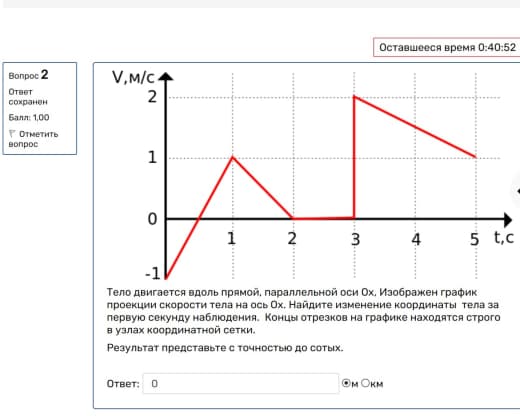 Оставшееся время 0:40:52
Вопрос 2
Ответ
сохранен
Балл: 1,00
Отметить
вопрос
V,м/с
2
1
0
-1
1 2 3 4 5 t,c
Тело двигается вдоль прямой, параллельной оси Ох, Изображен график
проекции скорости тела на ось Ох. Найдите изменение координаты тела за
первую секунду наблюдения. Концы отрезков на графике находятся строго
в узлах координатной сетки.
Результат представьте с точностью до сотых.
Ответ: 0 м км